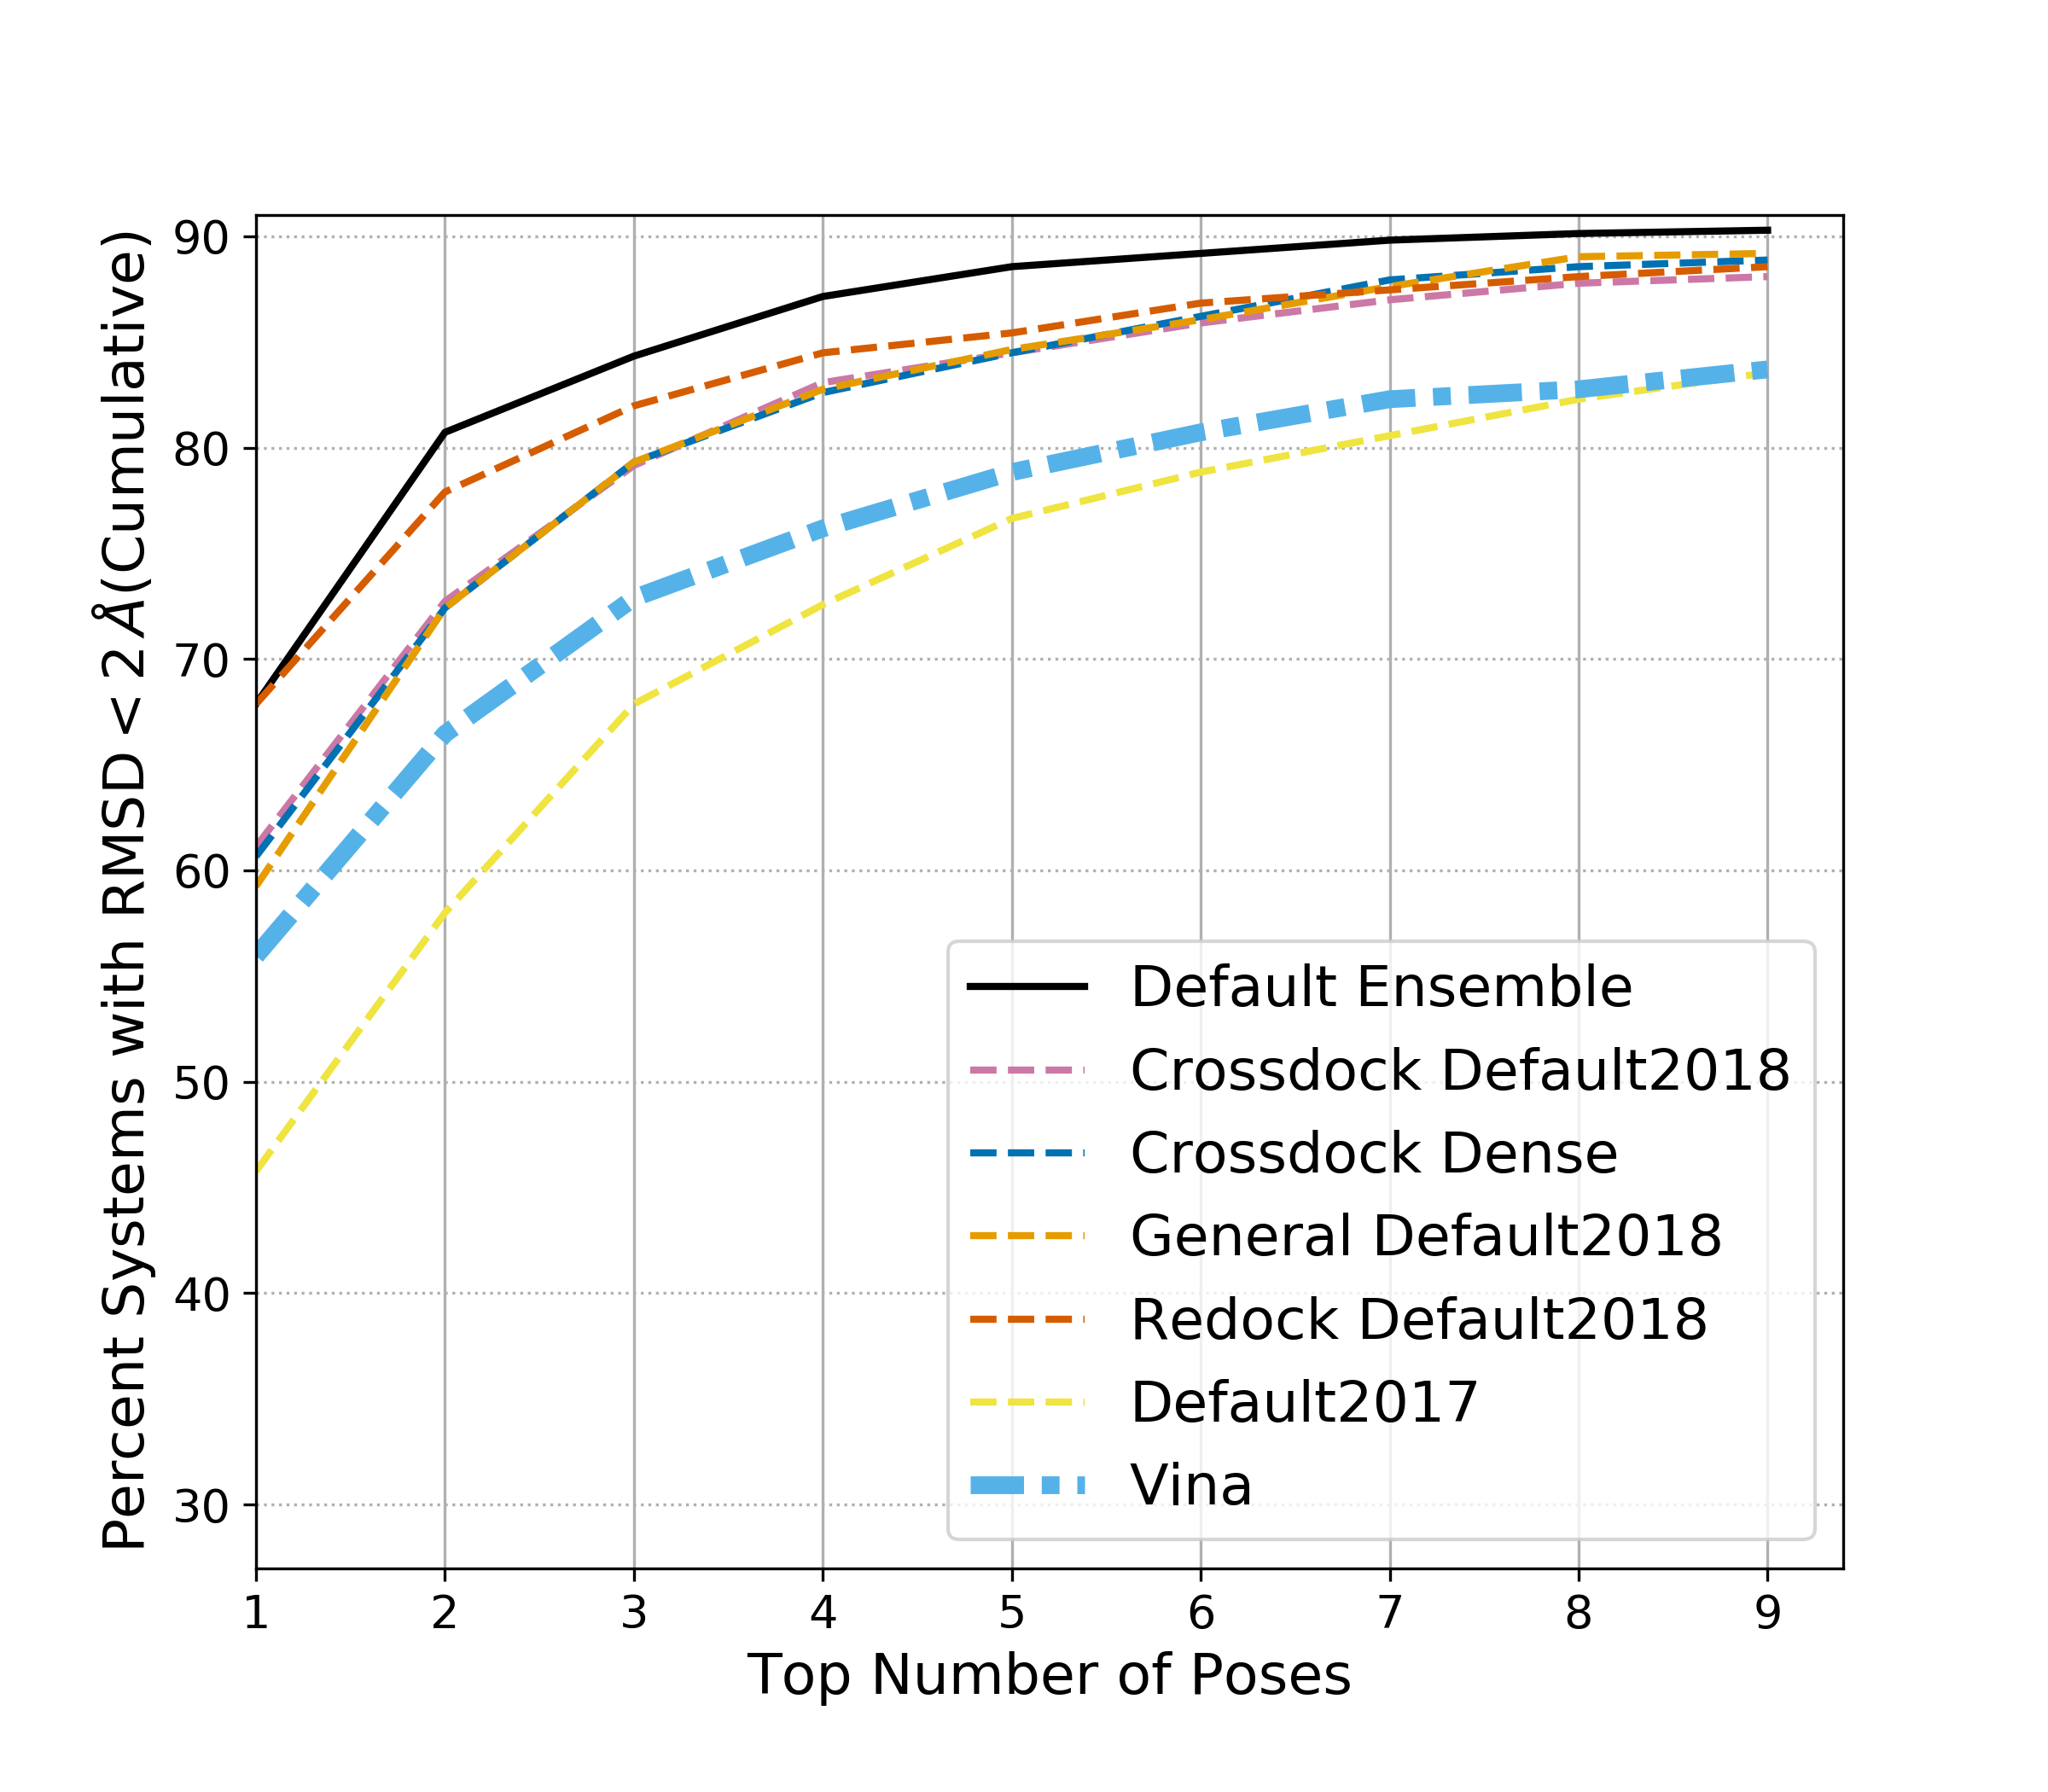 Percent Systems with RMSD < 2 Å(Cumulative)
90
80
70
60
50
40
30
Default Ensemble
Crossdock Default2018
Crossdock Dense
General Default2018
Redock Default2018
Default2017
Vina
1 2 3 4 5 6 7 8 9
Top Number of Poses